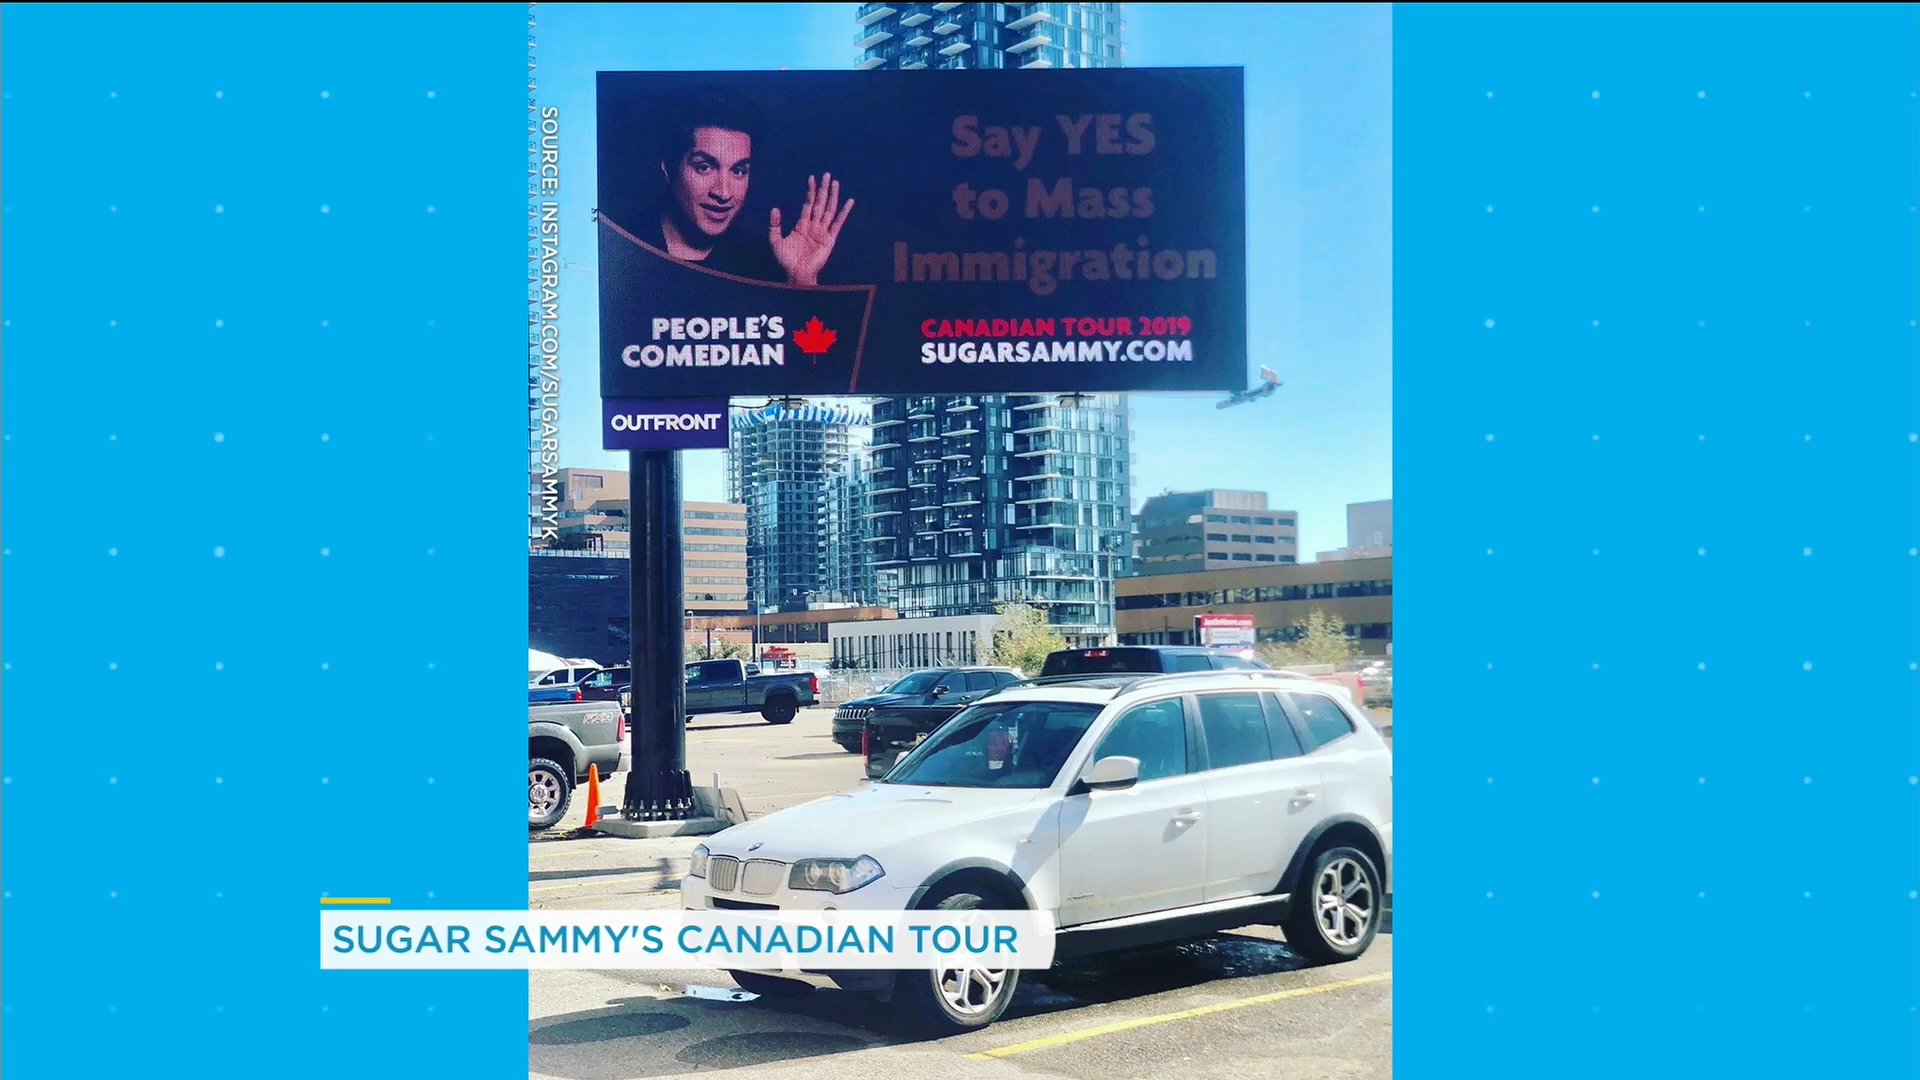 SOURCE: INSTAGRAM.COM/SUGARSAMMYK
Say YES
to Mass
Immigration
PEOPLE'S
COMEDIAN
CANADIAN TOUR 2019
SUGARSAMMY.COM
OUTFRONT
FX4
SUGAR SAMMY'S CANADIAN TOUR